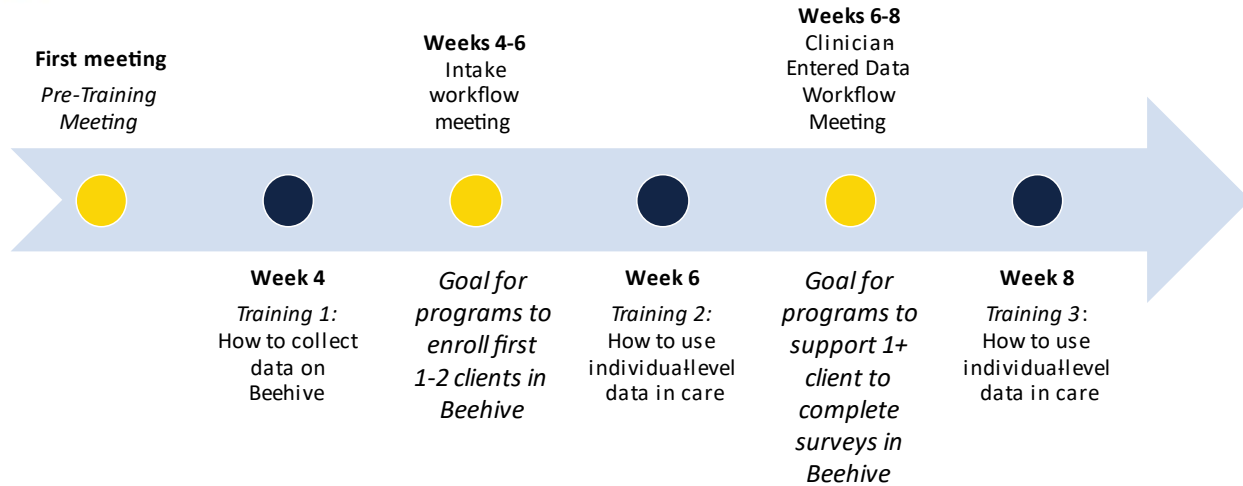 First meeting
Pre-Training
Meeting
Weeks 4-6
Intake
workflow
meeting
Weeks 6-8
Clinician-
Entered Data
Workflow
Meeting
Week 4
Training 1:
How to collect
data on
Beehive
Goal for
programs to
enroll first
1-2 clients in
Beehive
Week 6
Training 2:
How to use
individual-level
data in care
Goal for
programs to
support 1+
client to
complete
surveys in
Beehive
Week 8
Training 3:
How to use
individual-level
data in care